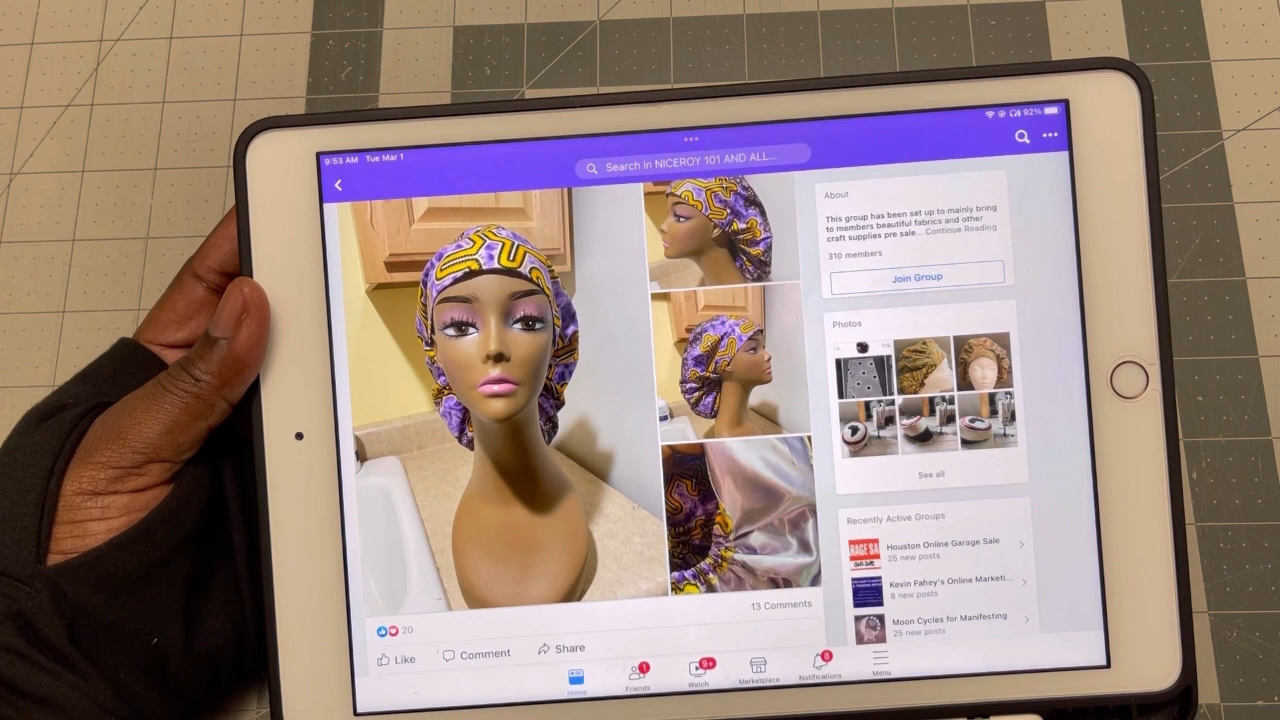 9:53 AM Tue Mar 1
92%
Search in NICEROY 101 AND ALL...
About
This group has been set up to mainly bring
to members beautiful fabrics and other
craft supplies pre sale... Continue Reading
310 members
Join Group
Photos
See all
Recently Active Groups
Houston Online Garage Sale
25 new posts
Kevin Fahey's Online Marketi...
8 new posts
Moon Cycles for Manifesting
25 new posts
20
13 Comments
Like
Comment
Share
1
9+
8
Home
Friends
Watch
Marketplace
Notifications
Menu